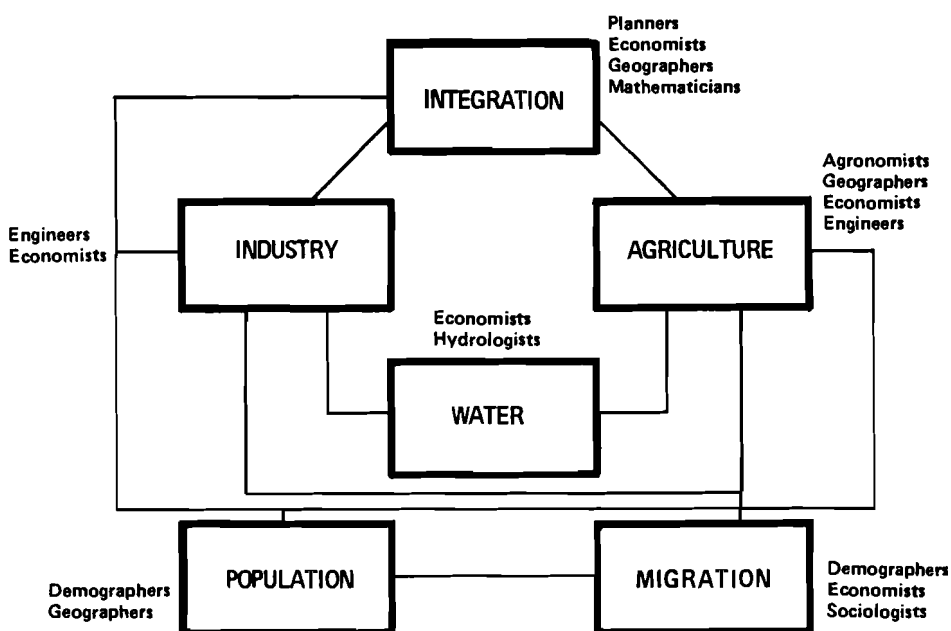 Planners
Economists
Geographers
Mathematicians
INTEGRATION
Agronomists
Geographers
Economists
Engineers
Engineers
Economists
INDUSTRY
AGRICULTURE
Economists
Hydrologists
WATER
POPULATION
MIGRATION
Demographers
Geographers
Demographers
Economists
Sociologists